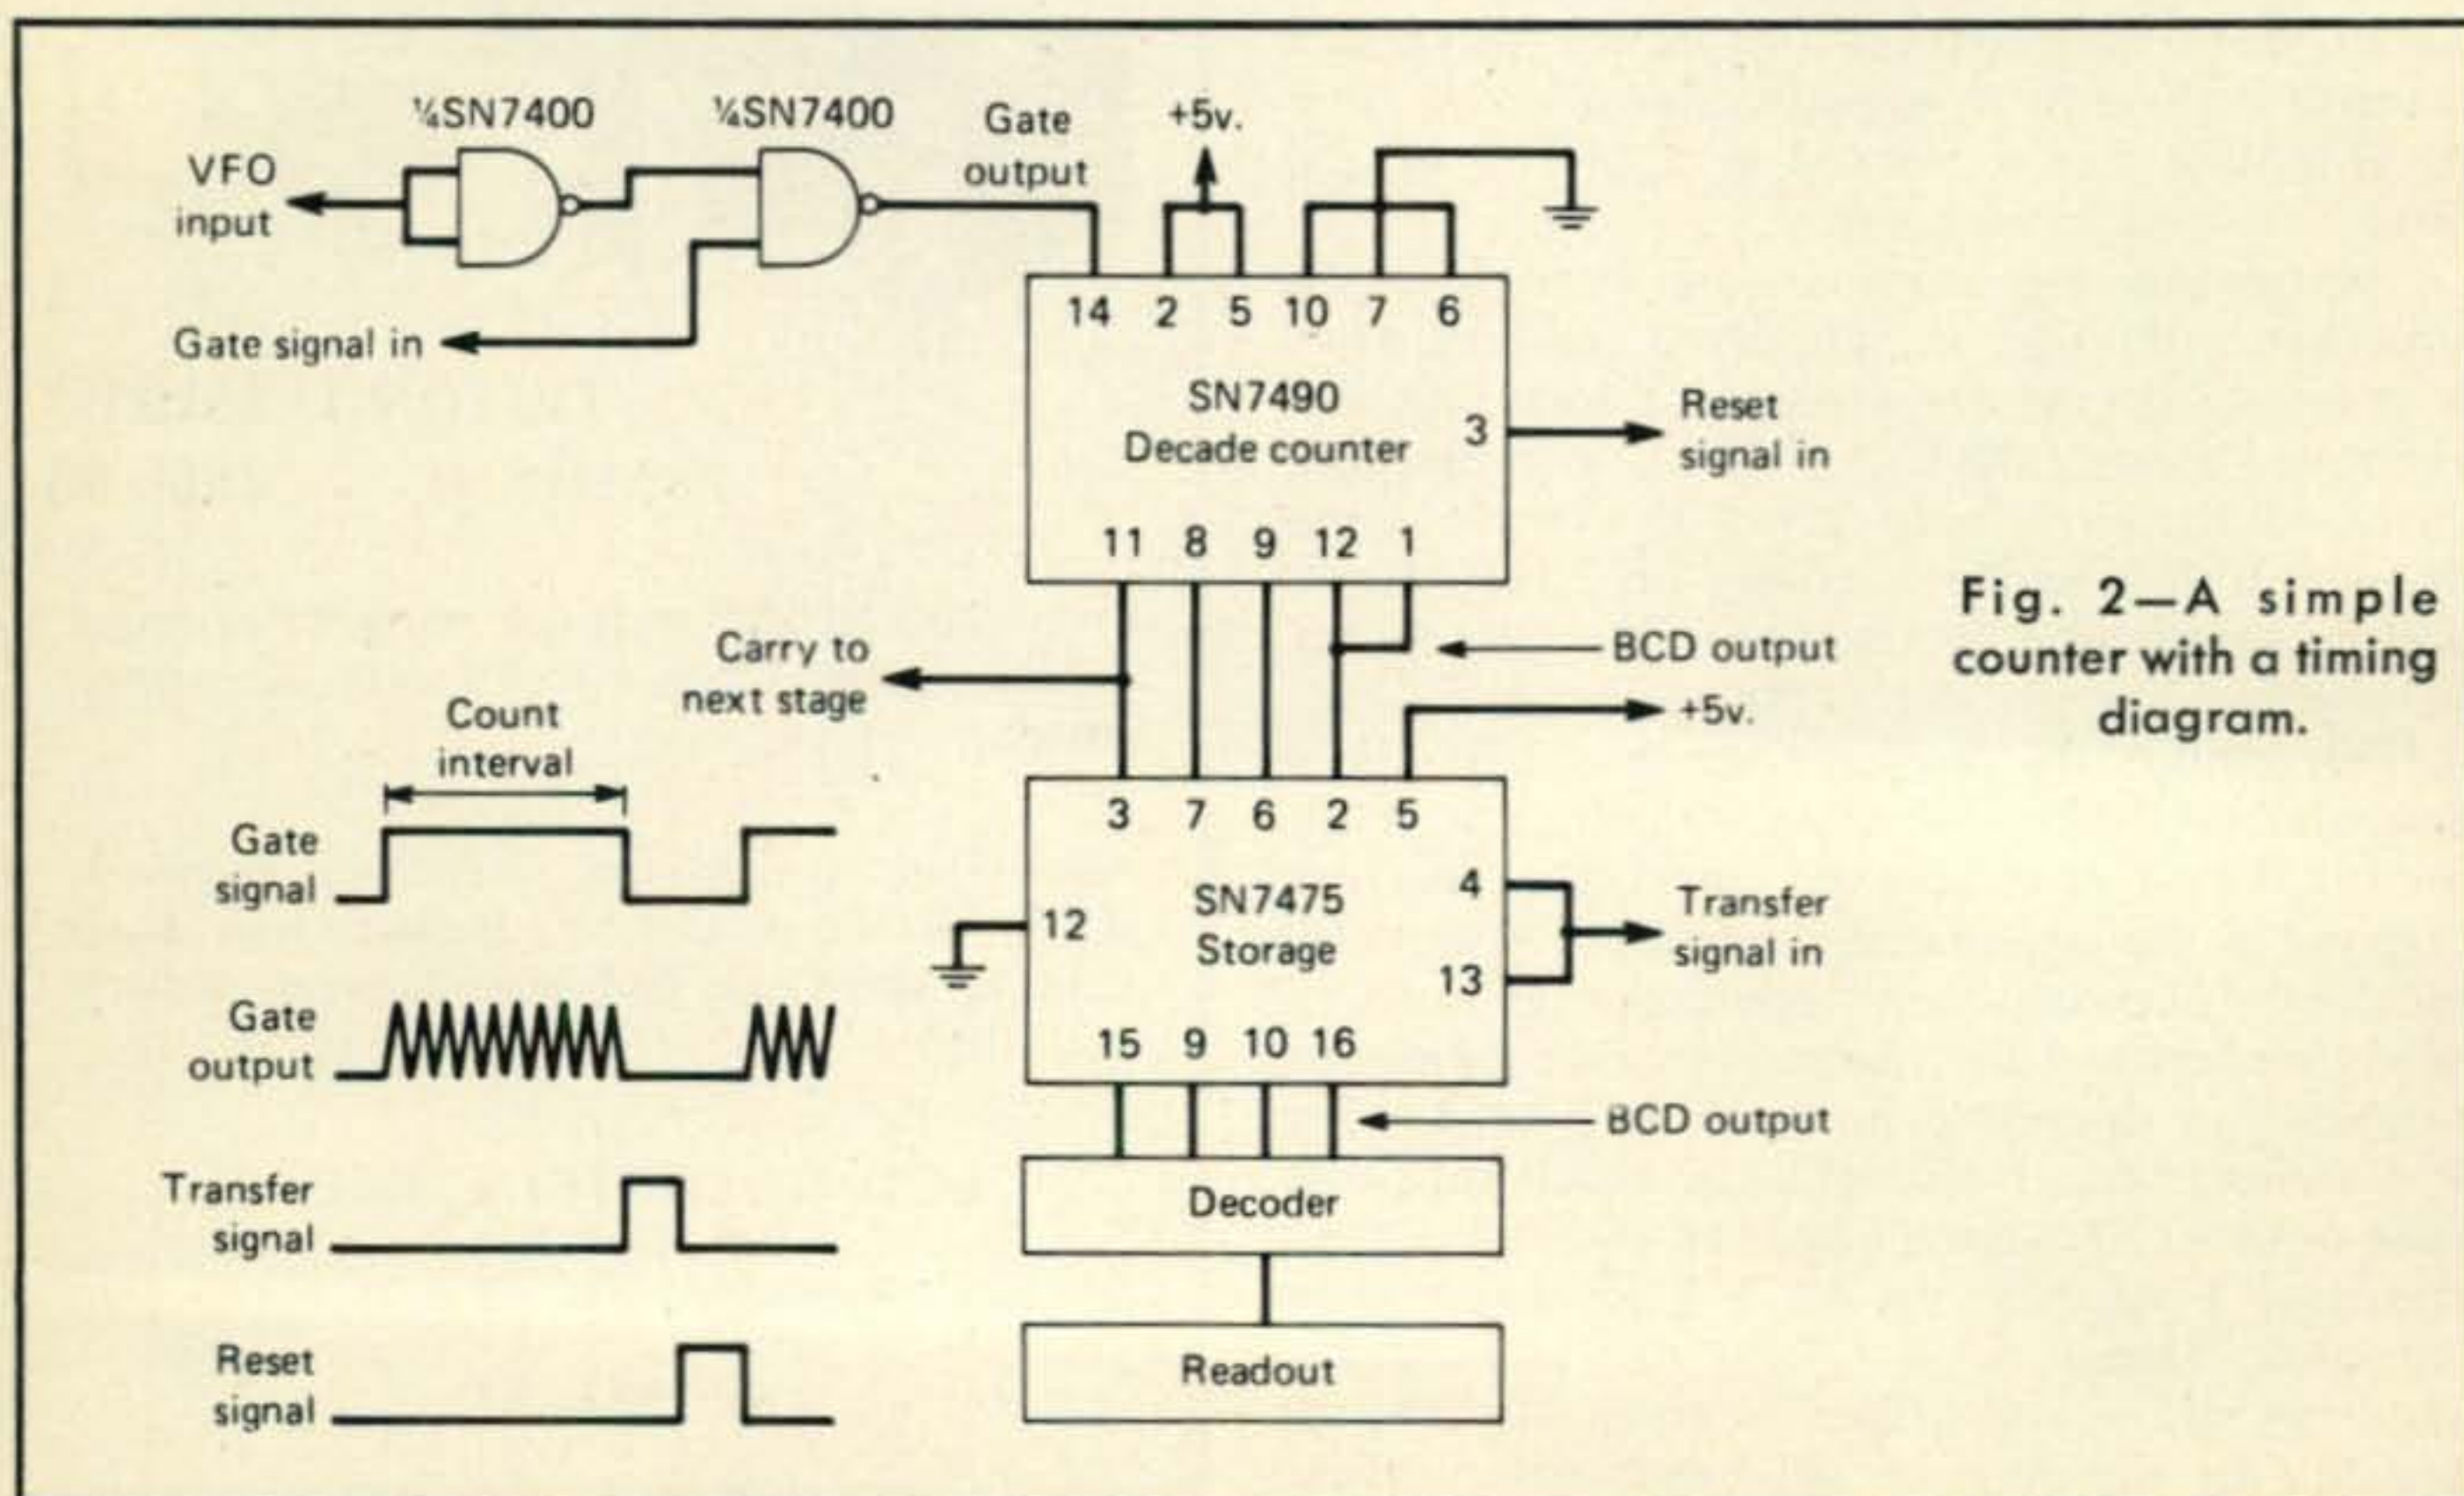 ¼SN7400
¼SN7400
Gate
output
+5v.
VFO
input
Gate signal in
14 2 5 10 7 6
SN7490
Decade counter
3
Reset
signal in
11 8 9 12 1
Carry to
next stage
BCD output
+5v.
Fig. 2—A simple
counter with a timing
diagram.
3 7 6 2 5
4
SN7475
Storage
12
13
Transfer
signal in
15 9 10 16
BCD output
Decoder
Readout
Count
interval
Gate
signal
Gate
output
Transfer
signal
Reset
signal